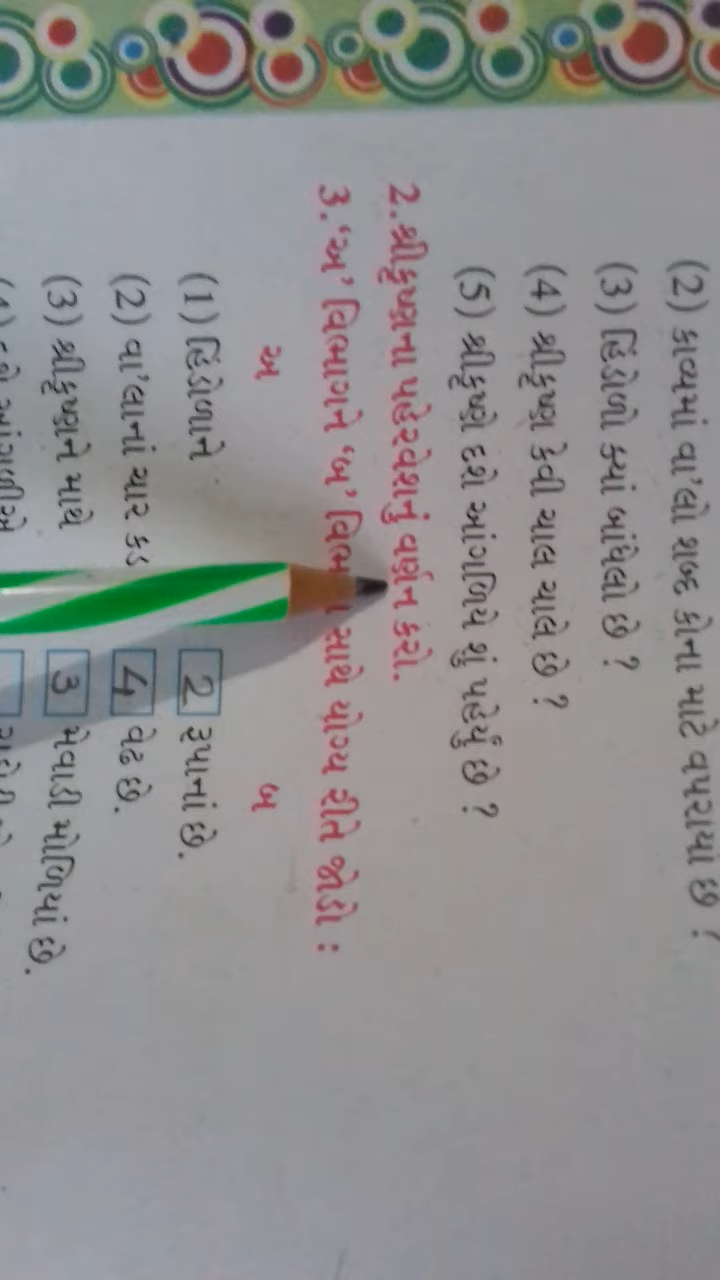 (2) કાવ્યમાં વા'લો શબ્દ કોના માટે વપરાયો છે ?
(3) હિંડોળો ક્યાં બાંધેલો છે ?
(4) શ્રીકૃષ્ણ કેવી ચાલ ચાલે છે ?
(5) શ્રીકૃષ્ણે દશે આંગળિયે શું પહેર્યું છે ?
2. શ્રીકૃષ્ણના પહેરવેશનું વર્ણન કરો.
3. ‘અ’ વિભાગને ‘બ’ સાથે યોગ્ય રીતે જોડો :
અ બ
(1) હિંડોળાને 2 રૂપાનાં છે.
(2) વા'લાનાં ચાર 4 વેઢ છે.
(3) શ્રીકૃષ્ણને માથે 3 મેવાડી મોળિયાં છે.